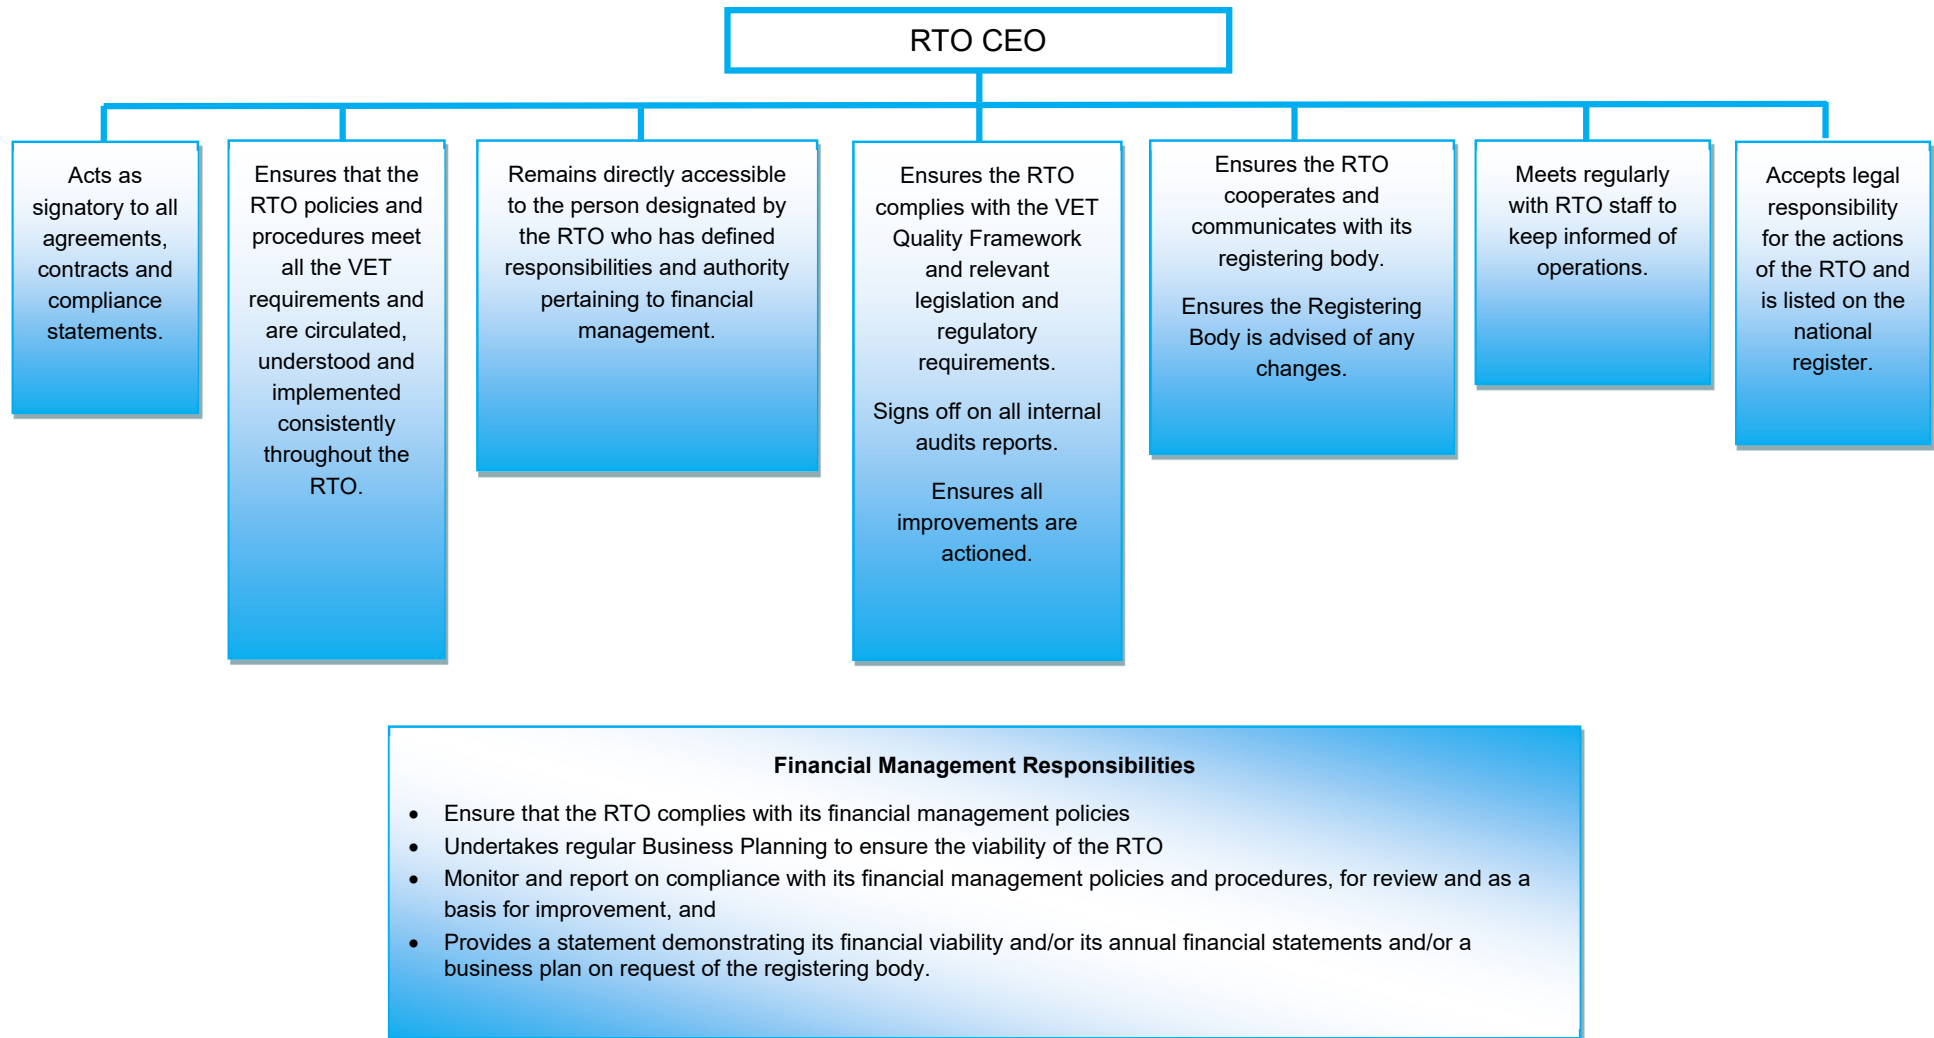 RTO CEO
Acts as
signatory to all
agreements,
contracts and
compliance
statements.
Ensures that the
RTO policies and
procedures meet
all the VET
requirements and
are circulated,
understood and
implemented
consistently
throughout the
RTO.
Remains directly accessible
to the person designated by
the RTO who has defined
responsibilities and authority
pertaining to financial
management.
Ensures the RTO
complies with the VET
Quality Framework
and relevant
legislation and
regulatory
requirements.
Signs off on all internal
audits reports.
Ensures all
improvements are
actioned.
Ensures the RTO
cooperates and
communicates with its
registering body.
Ensures the Registering
Body is advised of any
changes.
Meets regularly
with RTO staff to
keep informed of
operations.
Accepts legal
responsibility
for the actions
of the RTO and
is listed on the
national
register.
Financial Management Responsibilities
• Ensure that the RTO complies with its financial management policies
• Undertakes regular Business Planning to ensure the viability of the RTO
• Monitor and report on compliance with its financial management policies and procedures, for review and as a
basis for improvement, and
• Provides a statement demonstrating its financial viability and/or its annual financial statements and/or a
business plan on request of the registering body.